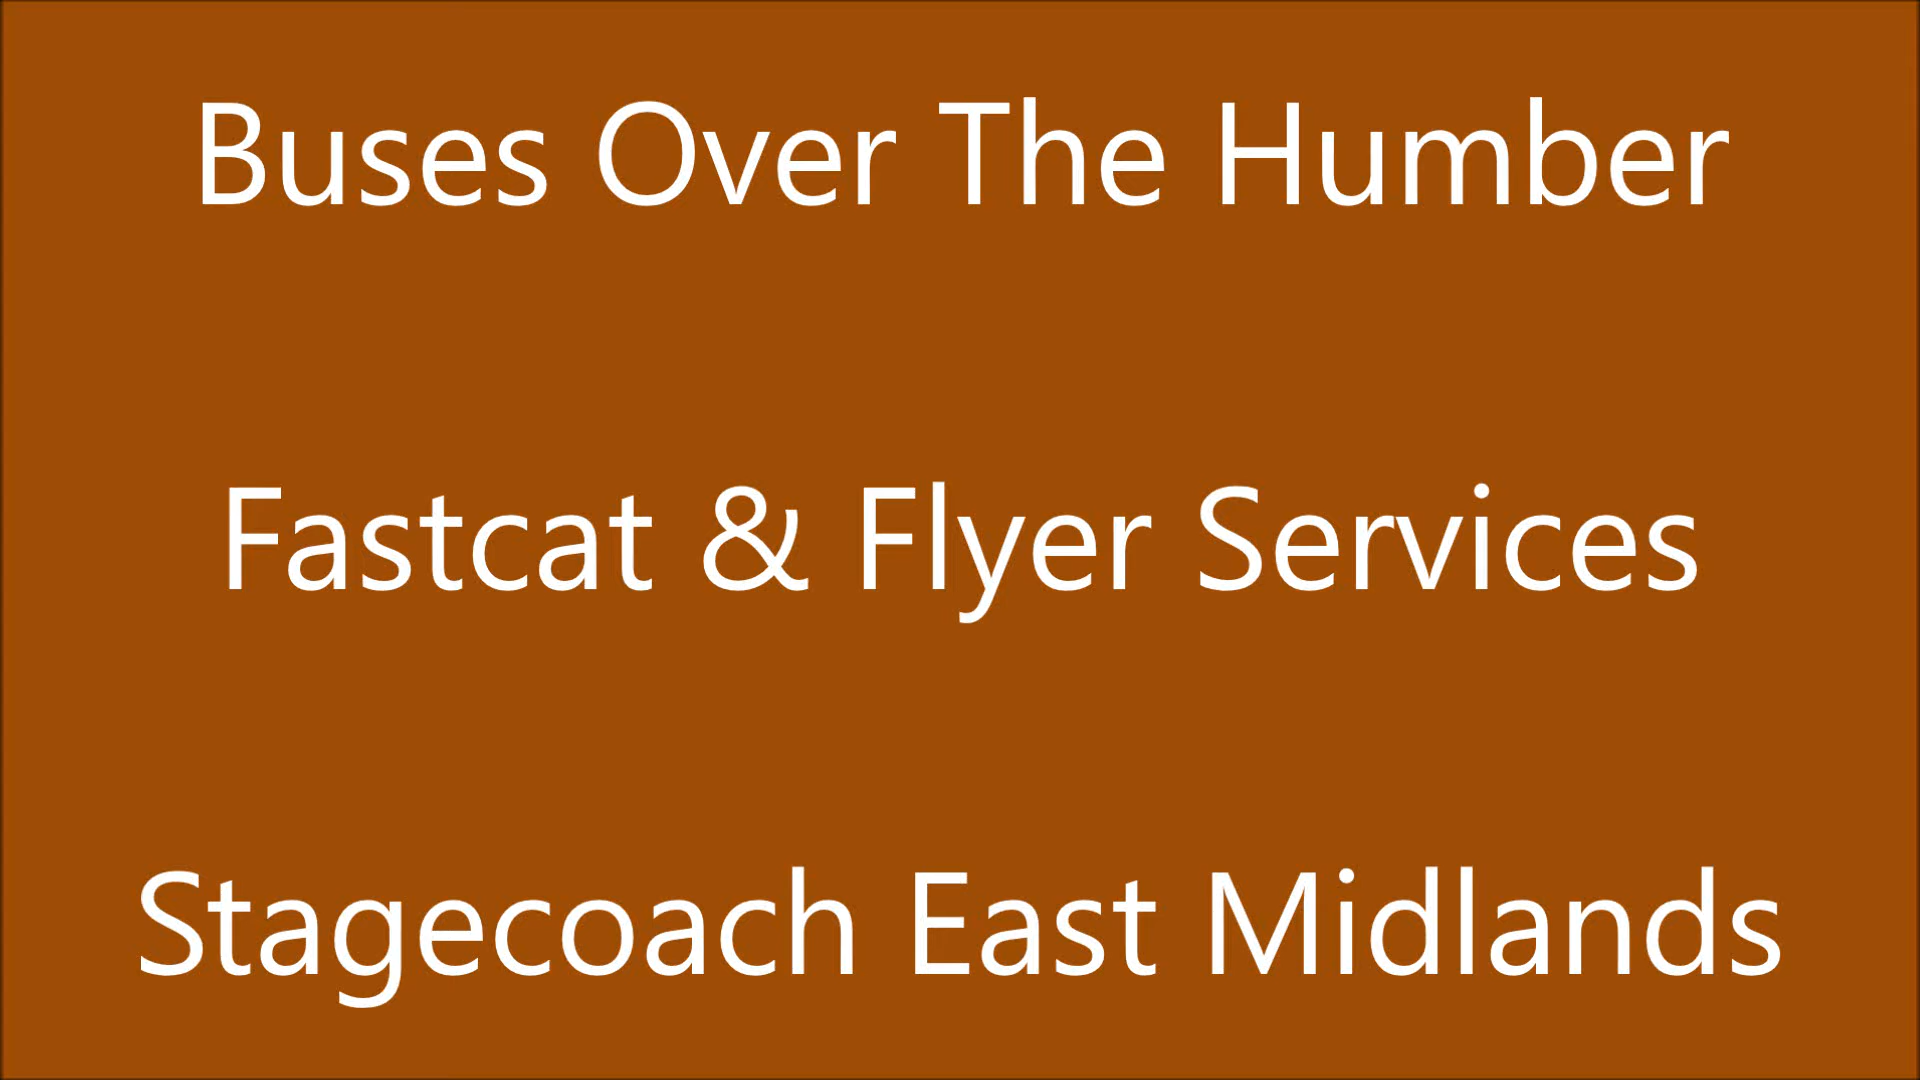 Buses Over The Humber
Fastcat & Flyer Services
Stagecoach East Midlands